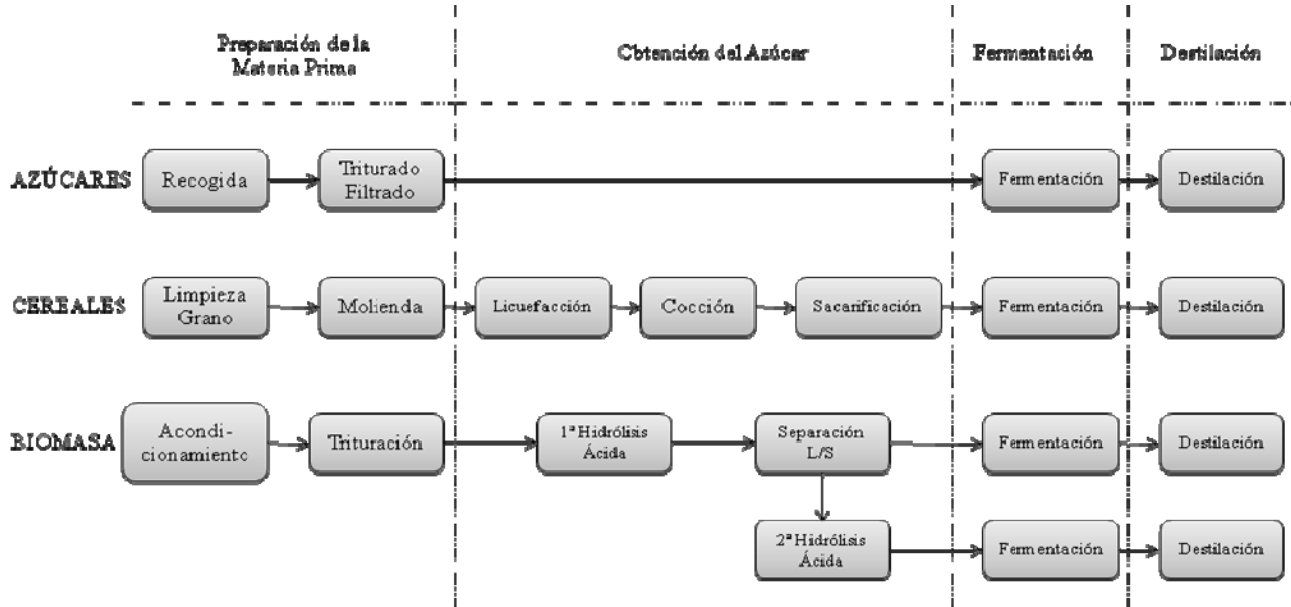 Preparación de la
Materia Prima
Obtención del Azúcar
Fermentación
Destilación
AZÚCARES
Recogida
Triturado
Filtrado
Fermentación
Destilación
CEREALES
Limpieza
Grano
Molienda
Licuefacción
Cocción
Sacarificación
Fermentación
Destilación
BIOMASA
Acondi-
cionamiento
Trituración
1ª Hidrólisis
Ácida
Separación
L/S
Fermentación
Destilación
2ª Hidrólisis
Ácida
Fermentación
Destilación